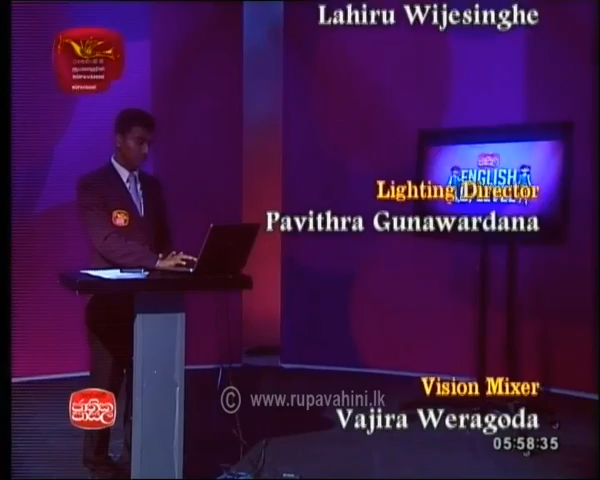 Lahiru Wijesinghe
ENGLISH
Lighting Director
Pavithra Gunawardana
© www.rupavahini.lk
Vision Mixer
Vajira Weragoda
05:58:35